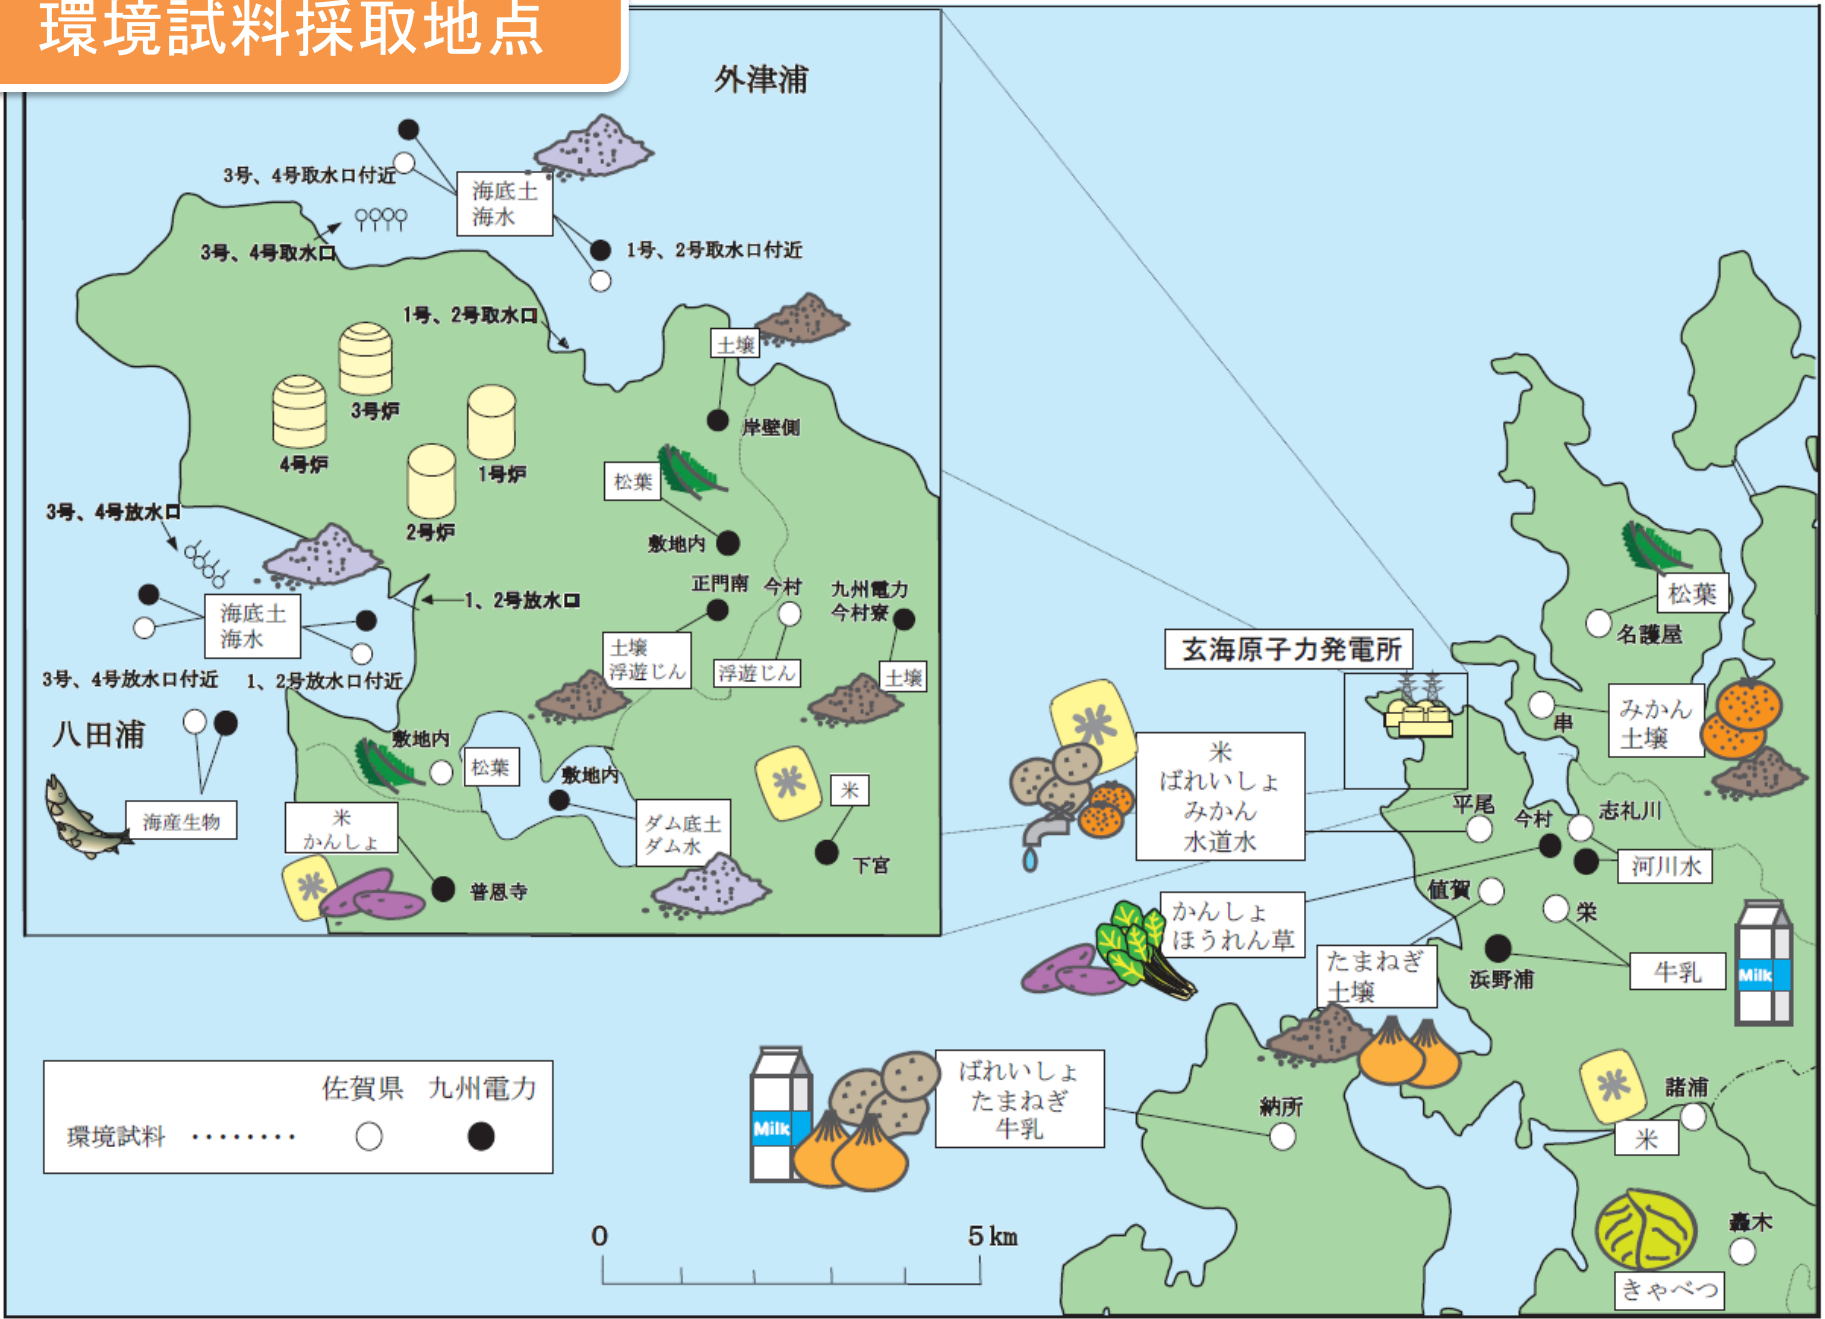 環境試料採取地点
外津浦
3号、4号取水口付近
海底土
海水
3号、4号取水口
1号、2号取水口付近
1号、2号取水口
土壌
岸壁側
3号炉
4号炉
1号炉
2号炉
松葉
敷地内
3号、4号放水口
1、2号放水口
海底土
海水
3号、4号放水口付近
1、2号放水口付近
正門南
今村
九州電力
今村寮
土壌
浮遊じん
浮遊じん
土壌
八田浦
海産生物
敷地内
松葉
敷地内
ダム底土
ダム水
米
下宮
米
かんしょ
普恩寺
佐賀県
九州電力
環境試料 ········
0
5km
玄海原子力発電所
松葉
名護屋
みかん
土壌
串
米
ばれいしょ
みかん
水道水
平尾
今村
志礼川
河川水
値賀
栄
かんしょ
ほうれん草
たまねぎ
土壌
浜野浦
牛乳
Milk
ばれいしょ
たまねぎ
牛乳
Milk
納所
諸浦
米
轟木
きゃべつ